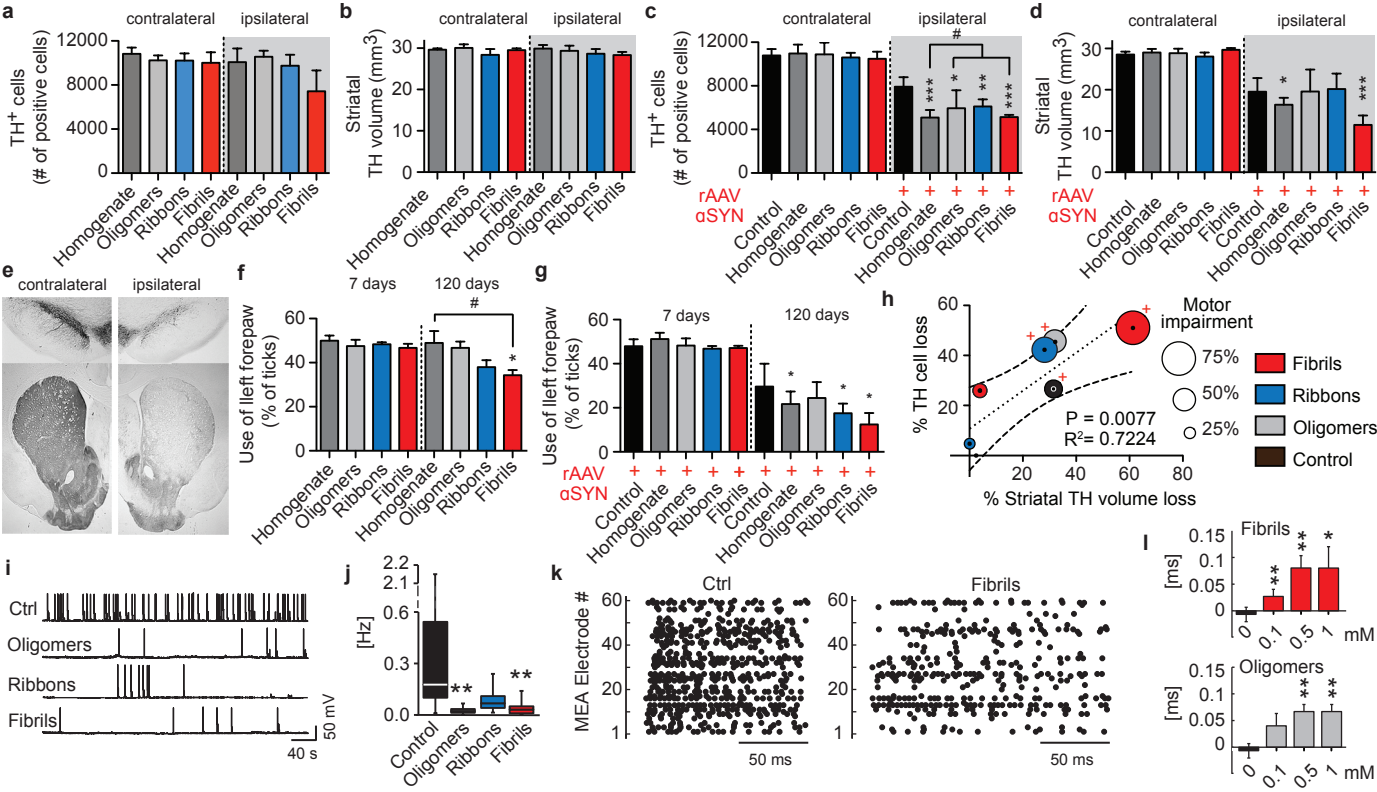 a
contralateral
ipsilateral
TH+ cells
(# of positive cells)
12000
8000
4000
0
Homogenate
Oligomers
Ribbons
Fibrils
Homogenate
Oligomers
Ribbons
Fibrils
b
contralateral
ipsilateral
Striatal
TH volume (mm3)
30
20
10
0
Homogenate
Oligomers
Ribbons
Fibrils
Homogenate
Oligomers
Ribbons
Fibrils
c
contralateral
ipsilateral
TH+ cells
(# of positive cells)
12000
8000
4000
0
#
***
*
**
***
rAAV
αSYN
+ + + + +
Control
Homogenate
Oligomers
Ribbons
Fibrils
Control
Homogenate
Oligomers
Ribbons
Fibrils
d
contralateral
ipsilateral
Striatal
TH volume (mm3)
30
20
10
0
*
***
+ + + + +
Control
Homogenate
Oligomers
Ribbons
Fibrils
Control
Homogenate
Oligomers
Ribbons
Fibrils
e
contralateral
ipsilateral
f
7 days
120 days
Use of lleft forepaw
(% of ticks)
60
40
20
0
#
*
Homogenate
Oligomers
Ribbons
Fibrils
Homogenate
Oligomers
Ribbons
Fibrils
g
7 days
120 days
Use of lleft forepaw
(% of ticks)
60
40
20
0
*
*
*
rAAV
αSYN
+ + + + + + + + + +
Control
Homogenate
Oligomers
Ribbons
Fibrils
Control
Homogenate
Oligomers
Ribbons
Fibrils
h
% TH cell loss
60
40
20
20
40
60
80
% Striatal TH volume loss
+ + + +
P = 0.0077
R2= 0.7224
Motor
impairment
75%
50%
25%
Fibrils
Ribbons
Oligomers
Control
i
Ctrl
Oligomers
Ribbons
Fibrils
50 mV
40 s
j
[Hz]
2.2
2.1
0.6
0.3
0.0
**
**
Control
Oligomers
Ribbons
Fibrils
k
Ctrl
Fibrils
MEA Electrode #
60
40
20
1
60
40
20
1
50 ms
50 ms
l
Fibrils
[ms]
0.15
0.1
0.05
0
**
**
*
0
0.1
0.5
1
mM
Oligomers
[ms]
0.15
0.1
0.05
0
**
**
0
0.1
0.5
1
mM